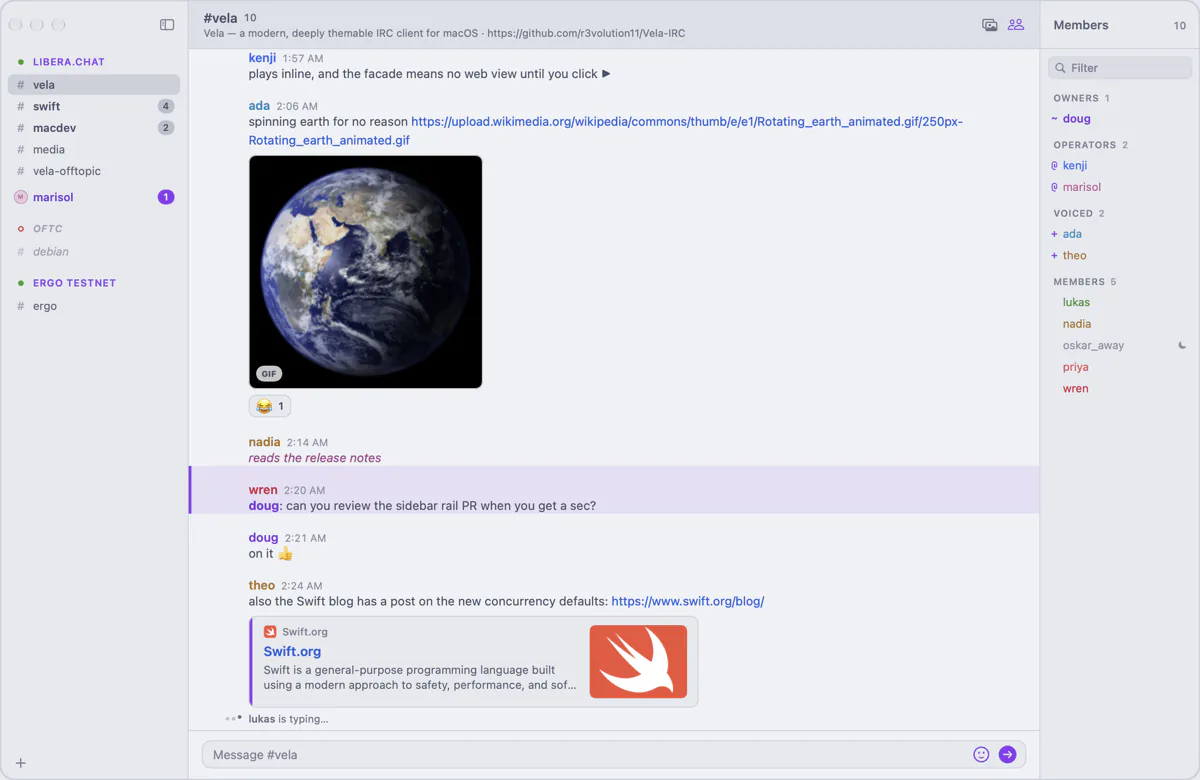 LIBERA.CHAT
# vela
# swift 4
# macdev 2
# media
# vela-offtopic
M marisol 1
OFTC
# debian
ERGO TESTNET
# ergo
+
#vela 10
Vela — a modern, deeply themable IRC client for macOS · https://github.com/r3volution11/Vela-IRC
kenji 1:57 AM
plays inline, and the facade means no web view until you click ▶
ada 2:06 AM
spinning earth for no reason https://upload.wikimedia.org/wikipedia/commons/thumb/e/e1/Rotating_earth_animated.gif/250px-
Rotating_earth_animated.gif
GIF
😂 1
nadia 2:14 AM
reads the release notes
wren 2:20 AM
doug: can you review the sidebar rail PR when you get a sec?
doug 2:21 AM
on it 👍
theo 2:24 AM
also the Swift blog has a post on the new concurrency defaults: https://www.swift.org/blog/
Swift.org
Swift.org
Swift is a general-purpose programming language built
using a modern approach to safety, performance, and sof...
lukas is typing...
Message #vela
Members 10
Filter
OWNERS 1
~ doug
OPERATORS 2
@ kenji
@ marisol
VOICED 2
+ ada
+ theo
MEMBERS 5
lukas
nadia
oskar_away
priya
wren